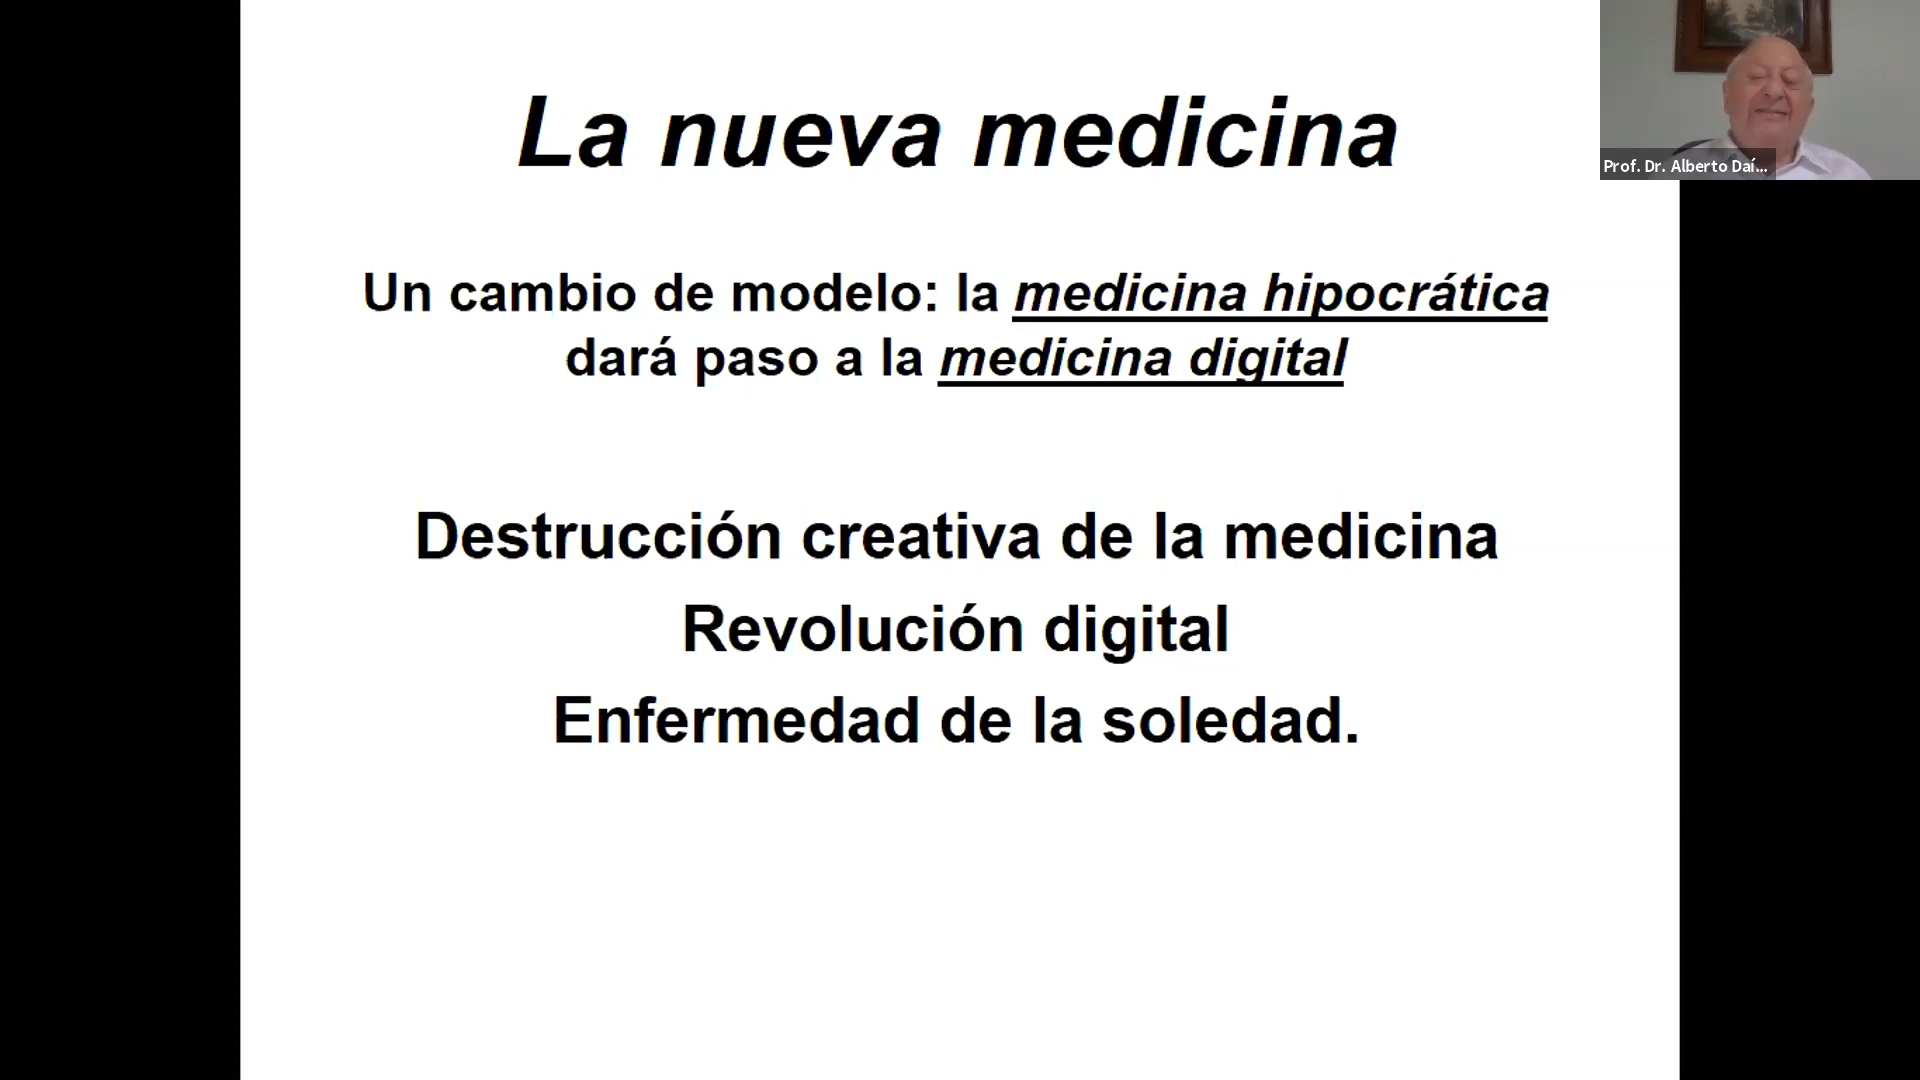 La nueva medicina
Un cambio de modelo: la medicina hipocrática
dará paso a la medicina digital
Destrucción creativa de la medicina
Revolución digital
Enfermedad de la soledad.
Prof. Dr. Alberto Daí...